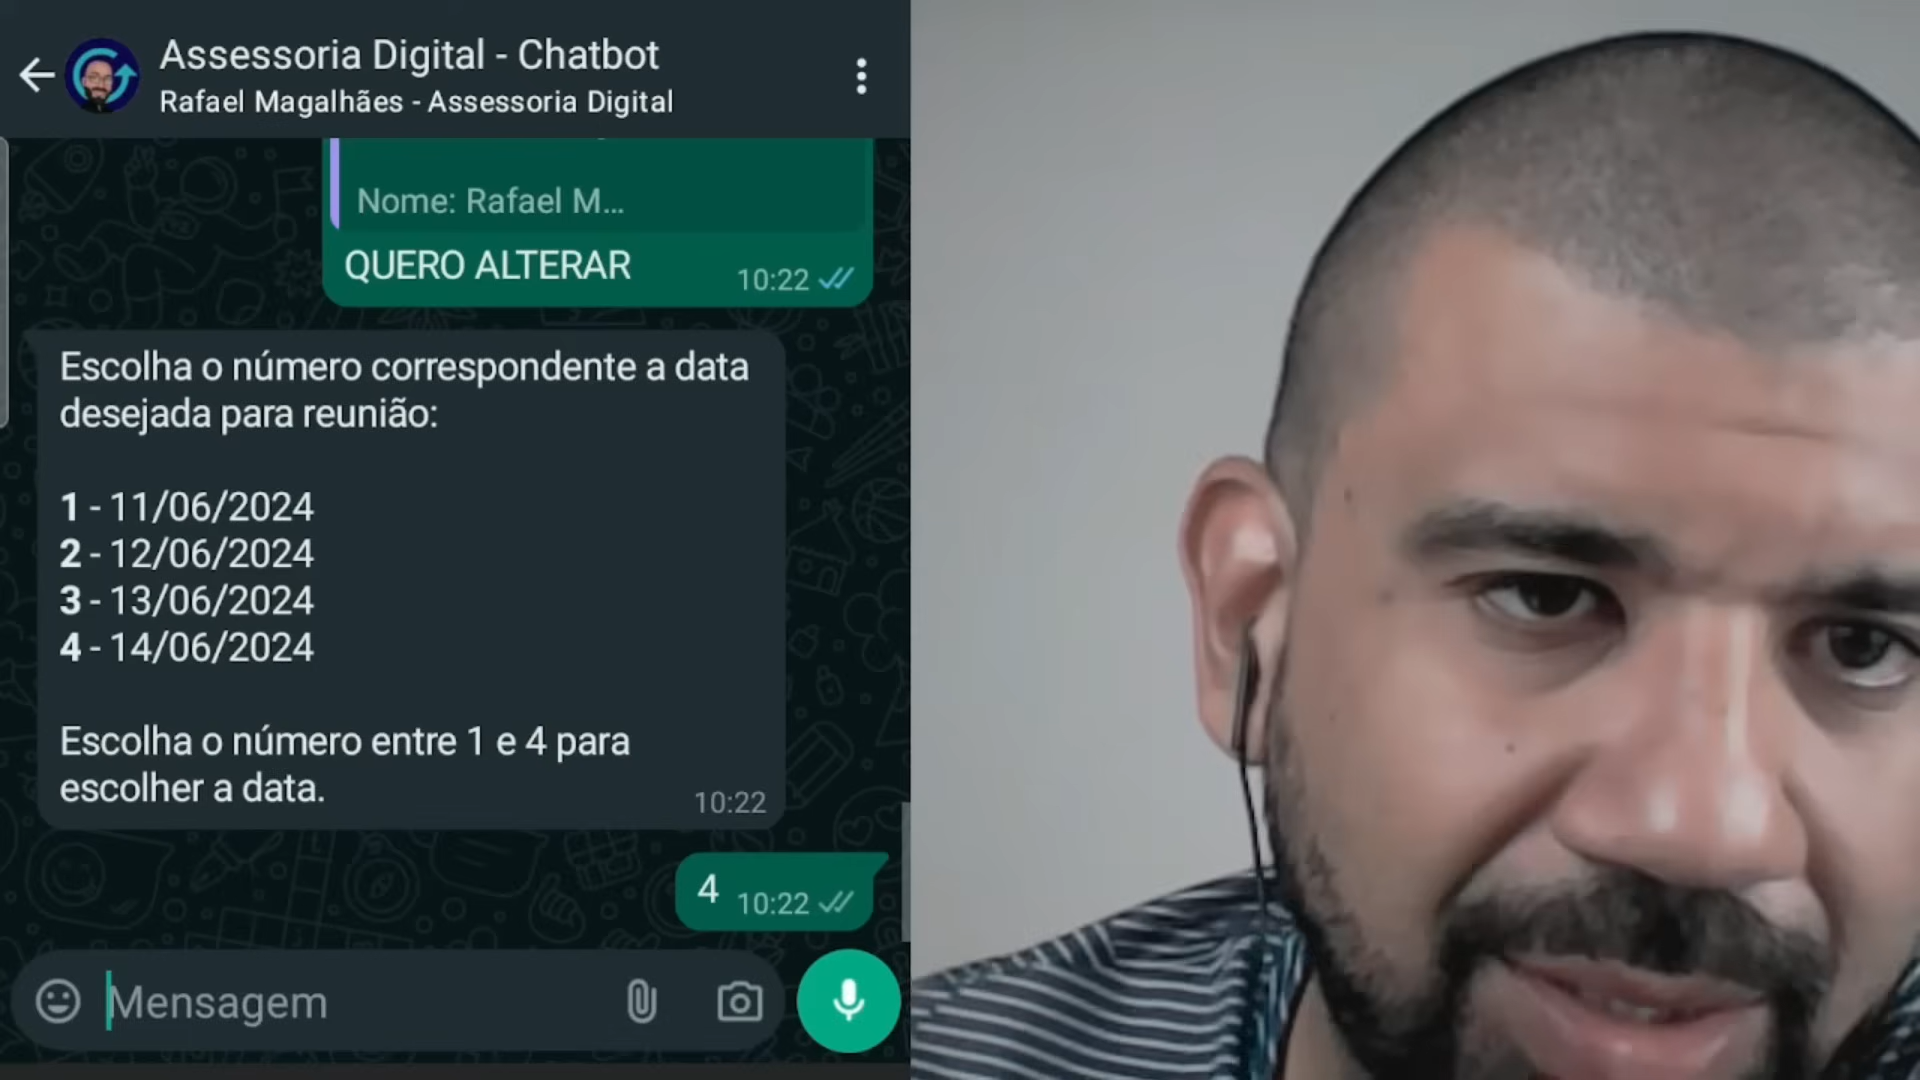 Assessoria Digital - Chatbot
Rafael Magalhães - Assessoria Digital
Nome: Rafael M...
QUERO ALTERAR
10:22
Escolha o número correspondente a data
desejada para reunião:
1 - 11/06/2024
2 - 12/06/2024
3 - 13/06/2024
4 - 14/06/2024
Escolha o número entre 1 e 4 para
escolher a data.
10:22
4
10:22
Mensagem